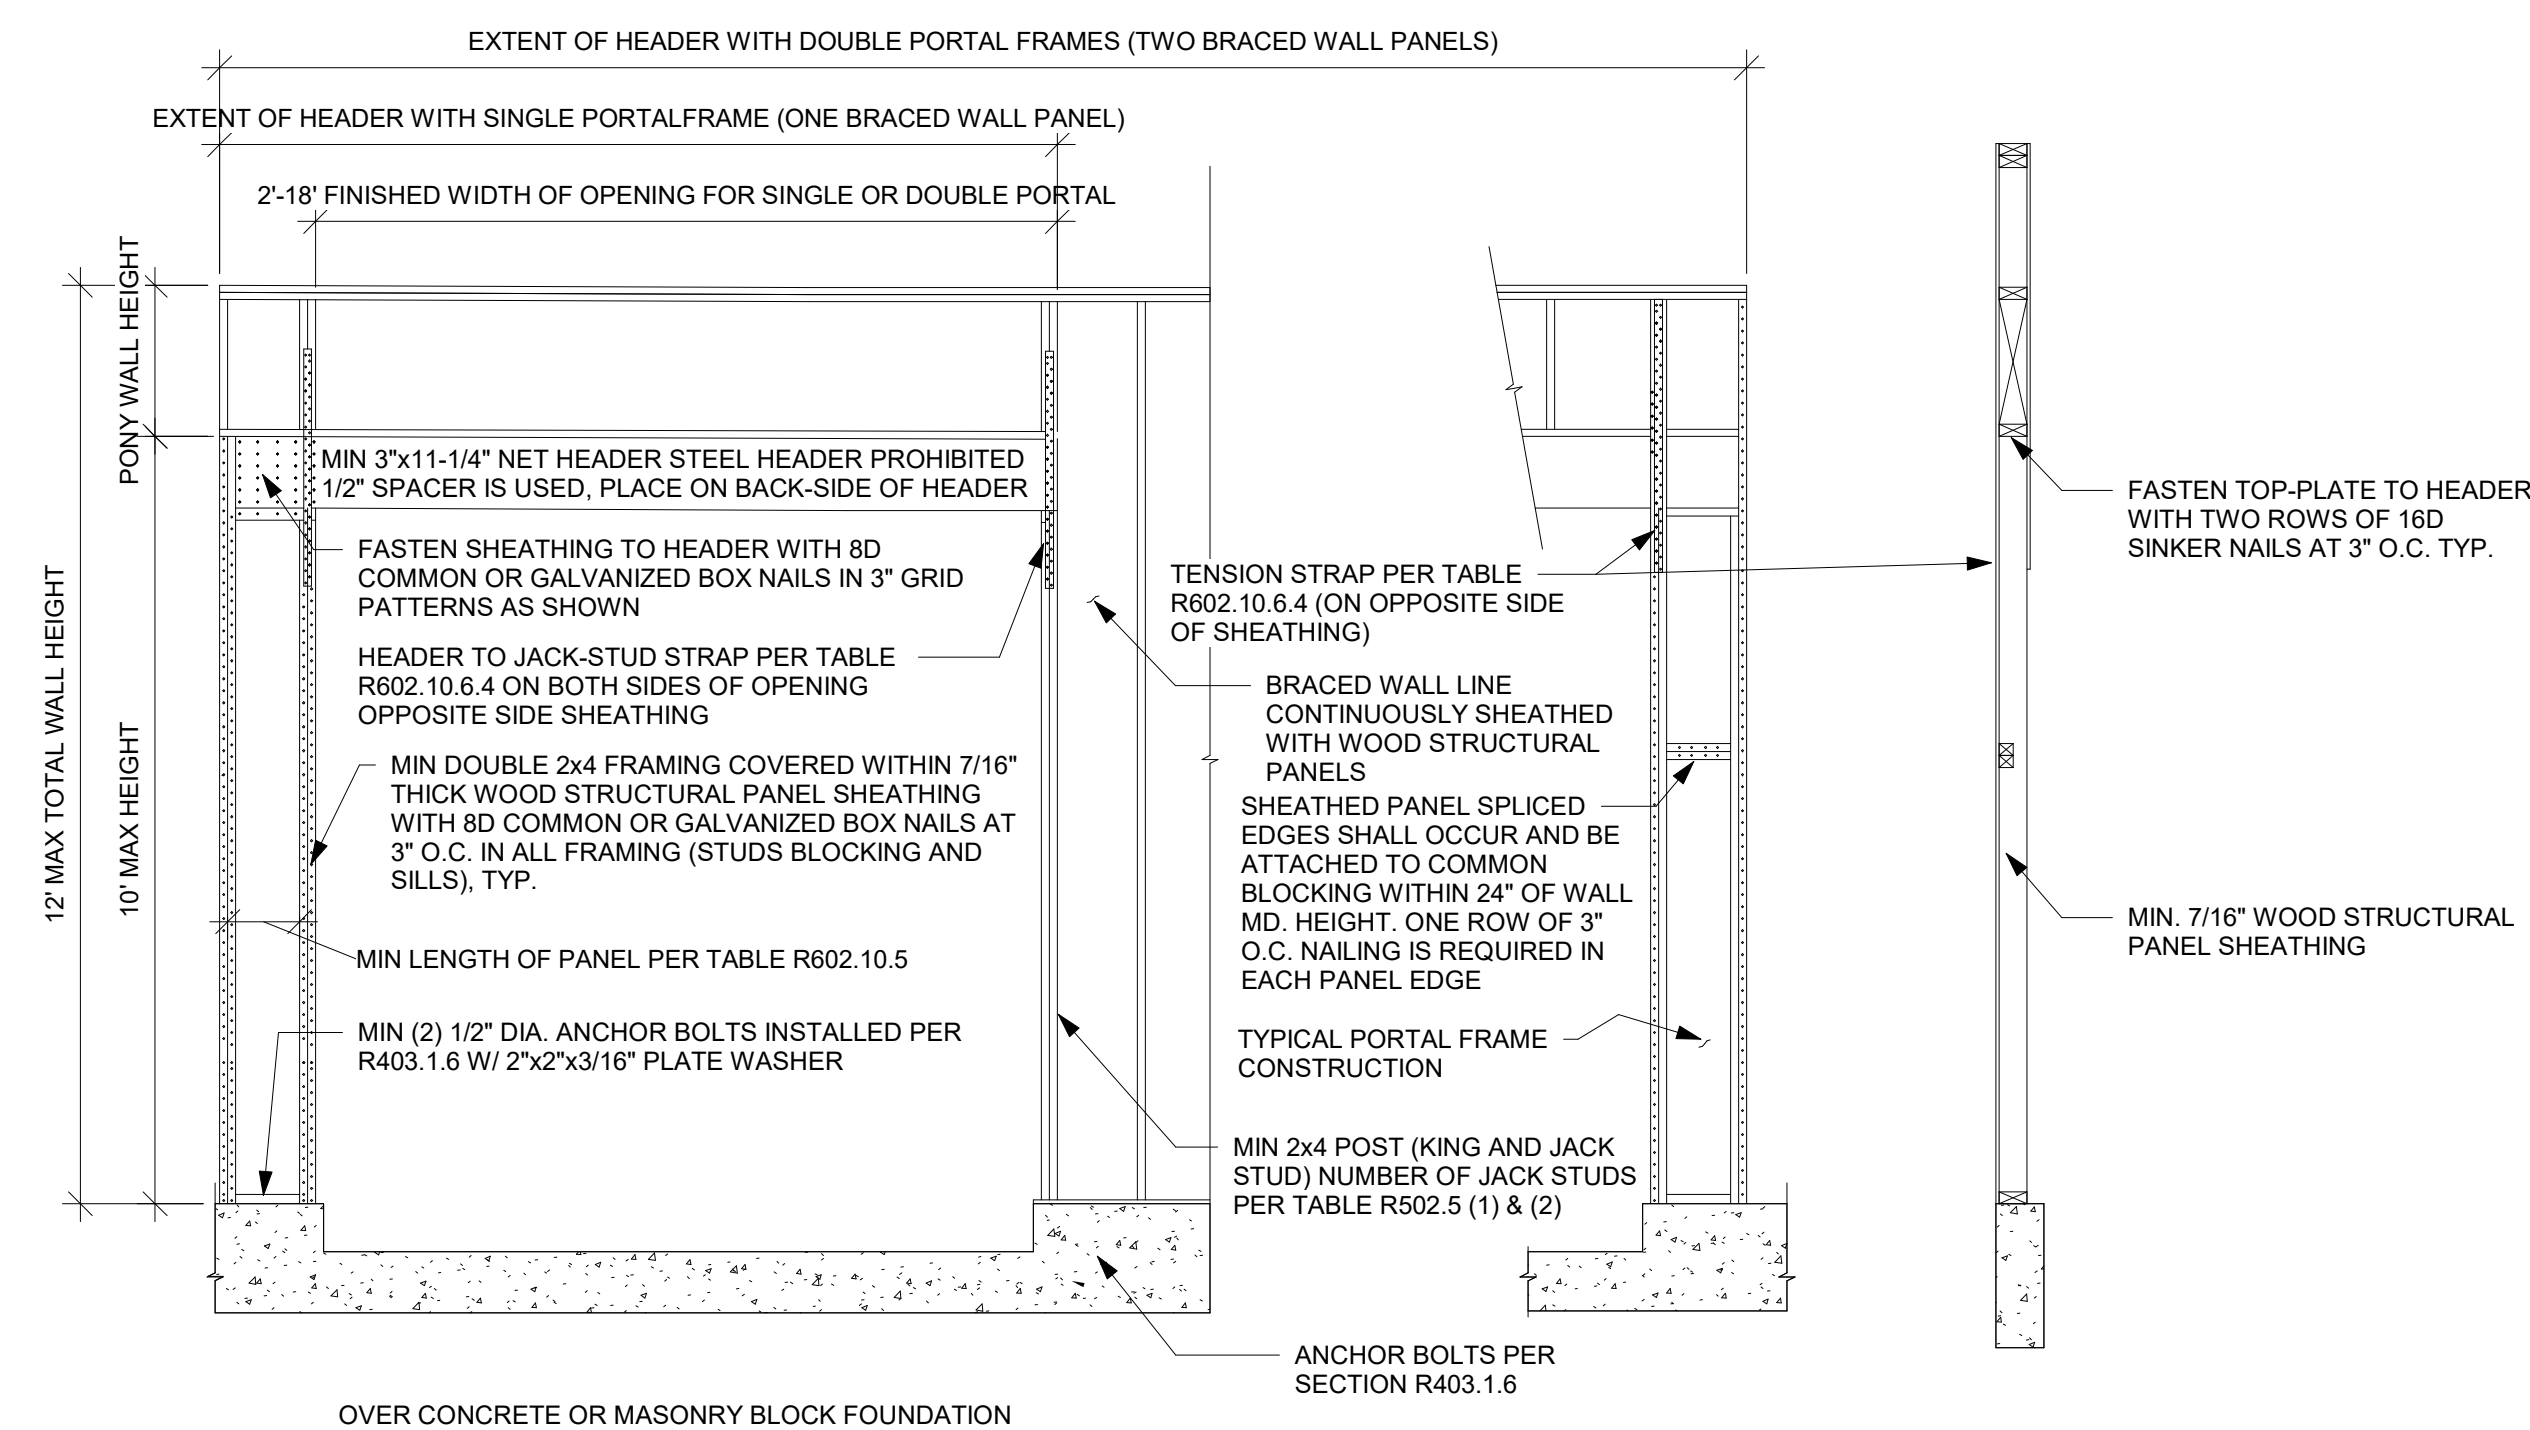 EXTENT OF HEADER WITH DOUBLE PORTAL FRAMES (TWO BRACED WALL PANELS)
EXTENT OF HEADER WITH SINGLE PORTALFRAME (ONE BRACED WALL PANEL)
2'-18' FINISHED WIDTH OF OPENING FOR SINGLE OR DOUBLE PORTAL
PONY WALL HEIGHT
12' MAX TOTAL WALL HEIGHT
10' MAX HEIGHT
MIN 3"x11-1/4" NET HEADER STEEL HEADER PROHIBITED
1/2" SPACER IS USED, PLACE ON BACK-SIDE OF HEADER
FASTEN SHEATHING TO HEADER WITH 8D
COMMON OR GALVANIZED BOX NAILS IN 3" GRID
PATTERNS AS SHOWN
HEADER TO JACK-STUD STRAP PER TABLE
R602.10.6.4 ON BOTH SIDES OF OPENING
OPPOSITE SIDE SHEATHING
MIN DOUBLE 2x4 FRAMING COVERED WITHIN 7/16"
THICK WOOD STRUCTURAL PANEL SHEATHING
WITH 8D COMMON OR GALVANIZED BOX NAILS AT
3" O.C. IN ALL FRAMING (STUDS BLOCKING AND
SILLS), TYP.
MIN LENGTH OF PANEL PER TABLE R602.10.5
MIN (2) 1/2" DIA. ANCHOR BOLTS INSTALLED PER
R403.1.6 W/ 2"x2"x3/16" PLATE WASHER
TENSION STRAP PER TABLE
R602.10.6.4 (ON OPPOSITE SIDE
OF SHEATHING)
BRACED WALL LINE
CONTINUOUSLY SHEATHED
WITH WOOD STRUCTURAL
PANELS
SHEATHED PANEL SPLICED
EDGES SHALL OCCUR AND BE
ATTACHED TO COMMON
BLOCKING WITHIN 24" OF WALL
MD. HEIGHT. ONE ROW OF 3"
O.C. NAILING IS REQUIRED IN
EACH PANEL EDGE
TYPICAL PORTAL FRAME
CONSTRUCTION
MIN 2x4 POST (KING AND JACK
STUD) NUMBER OF JACK STUDS
PER TABLE R502.5 (1) & (2)
ANCHOR BOLTS PER
SECTION R403.1.6
FASTEN TOP-PLATE TO HEADER
WITH TWO ROWS OF 16D
SINKER NAILS AT 3" O.C. TYP.
MIN. 7/16" WOOD STRUCTURAL
PANEL SHEATHING
OVER CONCRETE OR MASONRY BLOCK FOUNDATION